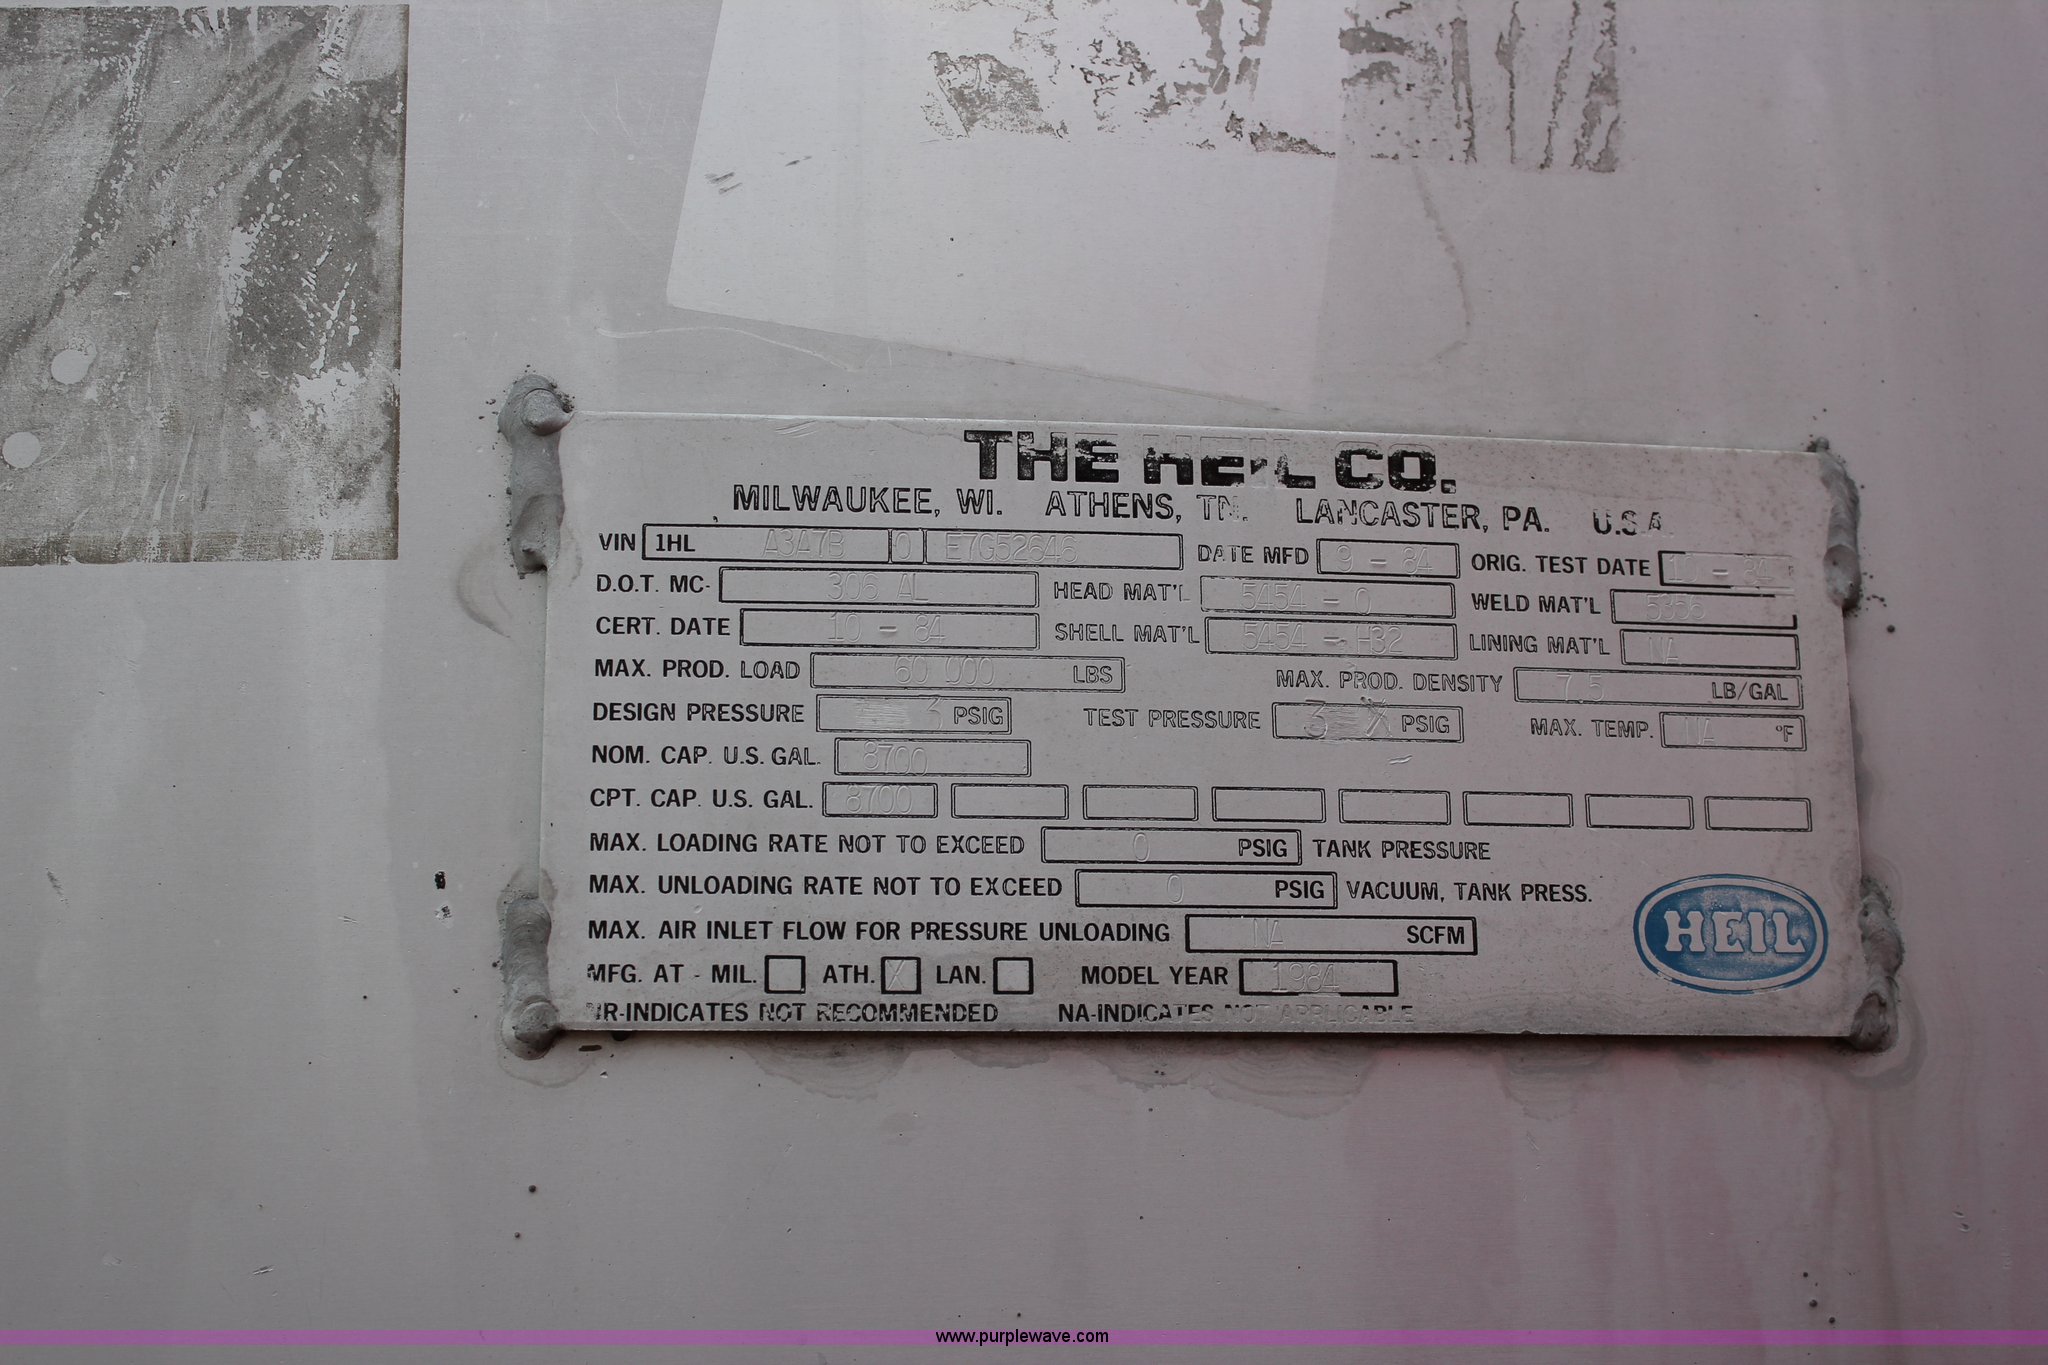 THE HEIL CO.
MILWAUKEE, WI. ATHENS, TN. LANCASTER, PA. U.S.A.
VIN 1HL A3A7B 0 E7G52646 DATE MFD 9 - 84 ORIG. TEST DATE 10 - 84
D.O.T. MC- 306 AL HEAD MAT'L 5454 - 0 WELD MAT'L 5356
CERT. DATE 10 - 84 SHELL MAT'L 5454 - H32 LINING MAT'L NA
MAX. PROD. LOAD 60 000 LBS MAX. PROD. DENSITY 7.5 LB/GAL
DESIGN PRESSURE 3 PSIG TEST PRESSURE 3 PSIG MAX. TEMP. NA °F
NOM. CAP. U.S. GAL. 8700
CPT. CAP. U.S. GAL. 8700
MAX. LOADING RATE NOT TO EXCEED 0 PSIG TANK PRESSURE
MAX. UNLOADING RATE NOT TO EXCEED 0 PSIG VACUUM, TANK PRESS.
MAX. AIR INLET FLOW FOR PRESSURE UNLOADING NA SCFM
HEIL
MFG. AT - MIL. ATH. X LAN. MODEL YEAR 1984
NR-INDICATES NOT RECOMMENDED NA-INDICATES NOT APPLICABLE
www.purplewave.com